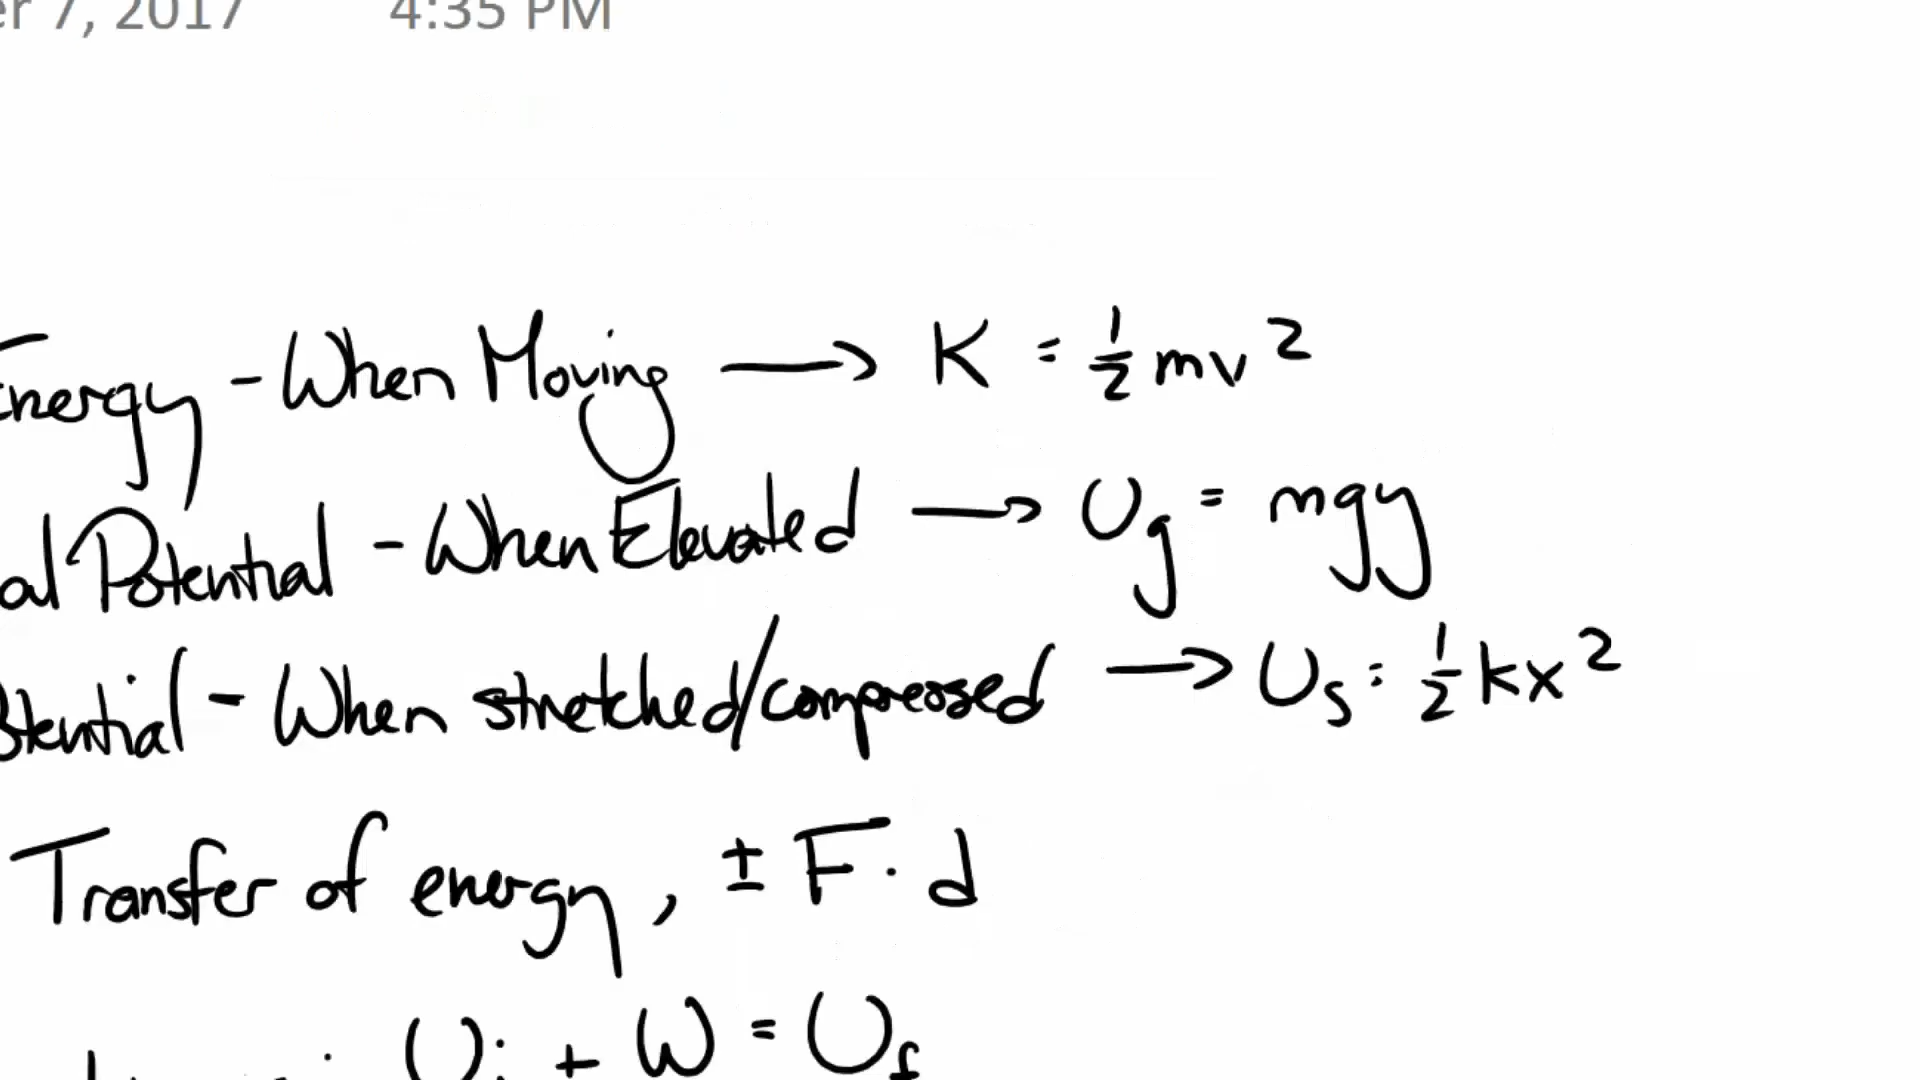 er 7, 2017 4:35 PM
Energy - When Moving → K = ½mv²
al Potential - When Elevated → Ug = mgy
otential - When stretched/compressed → Us = ½kx²
Transfer of energy, ± F · d
Ui + W = Uf